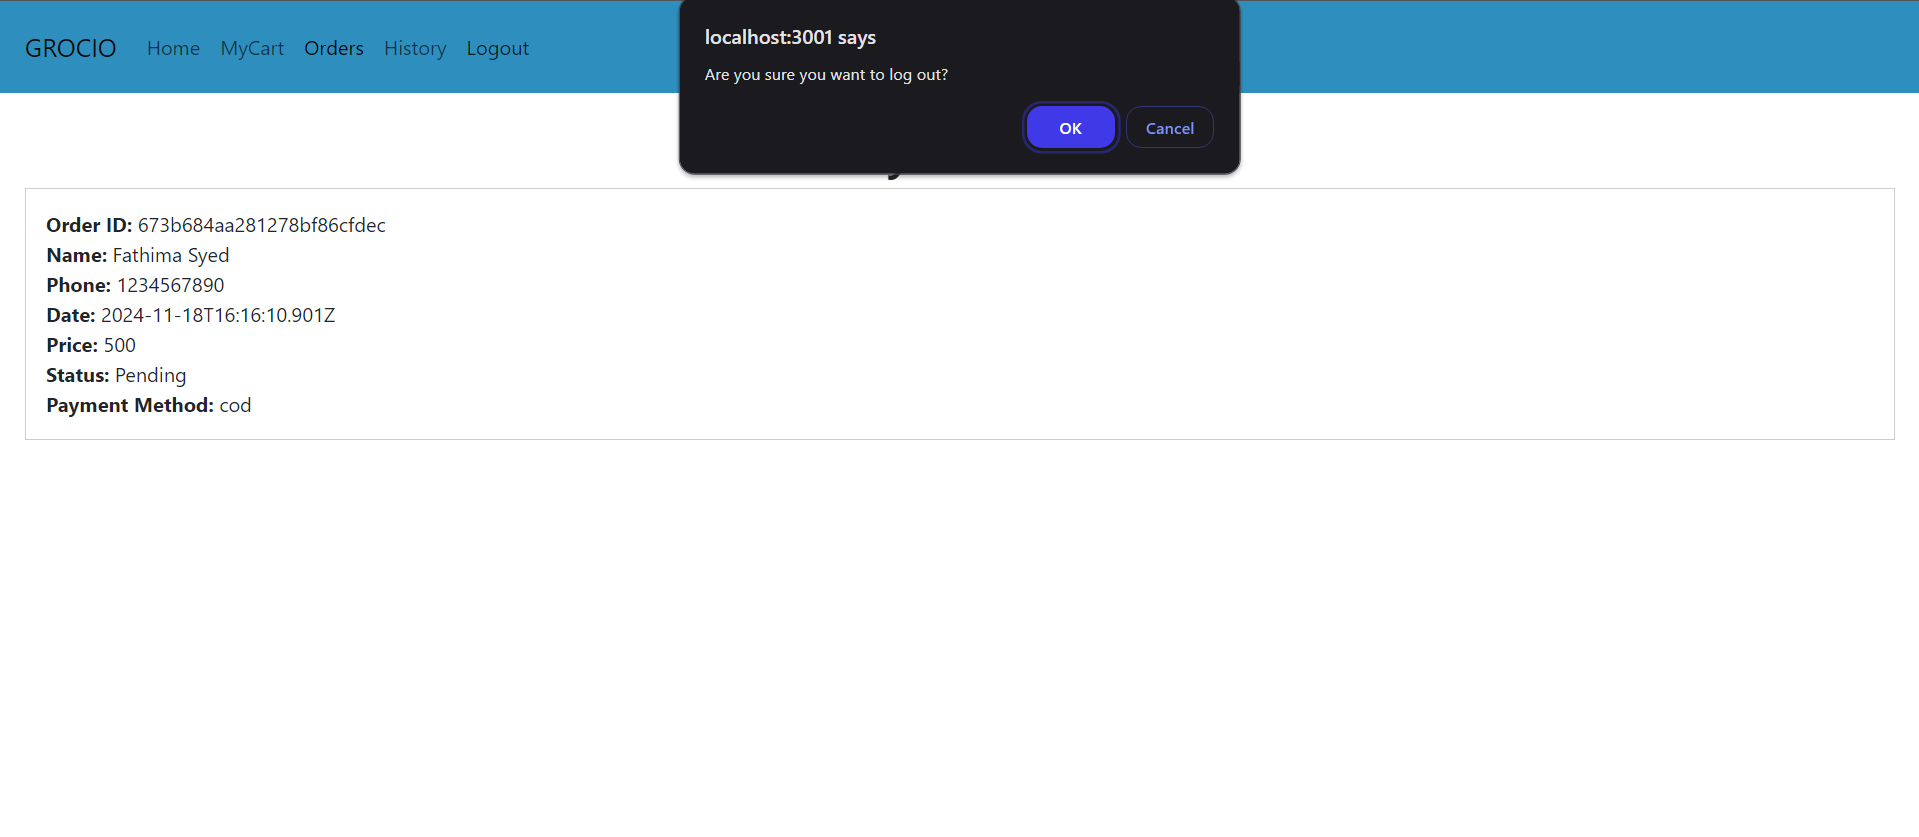 GROCIO Home MyCart Orders History Logout
localhost:3001 says
Are you sure you want to log out?
OK Cancel
Order ID: 673b684aa281278bf86cfdec
Name: Fathima Syed
Phone: 1234567890
Date: 2024-11-18T16:16:10.901Z
Price: 500
Status: Pending
Payment Method: cod